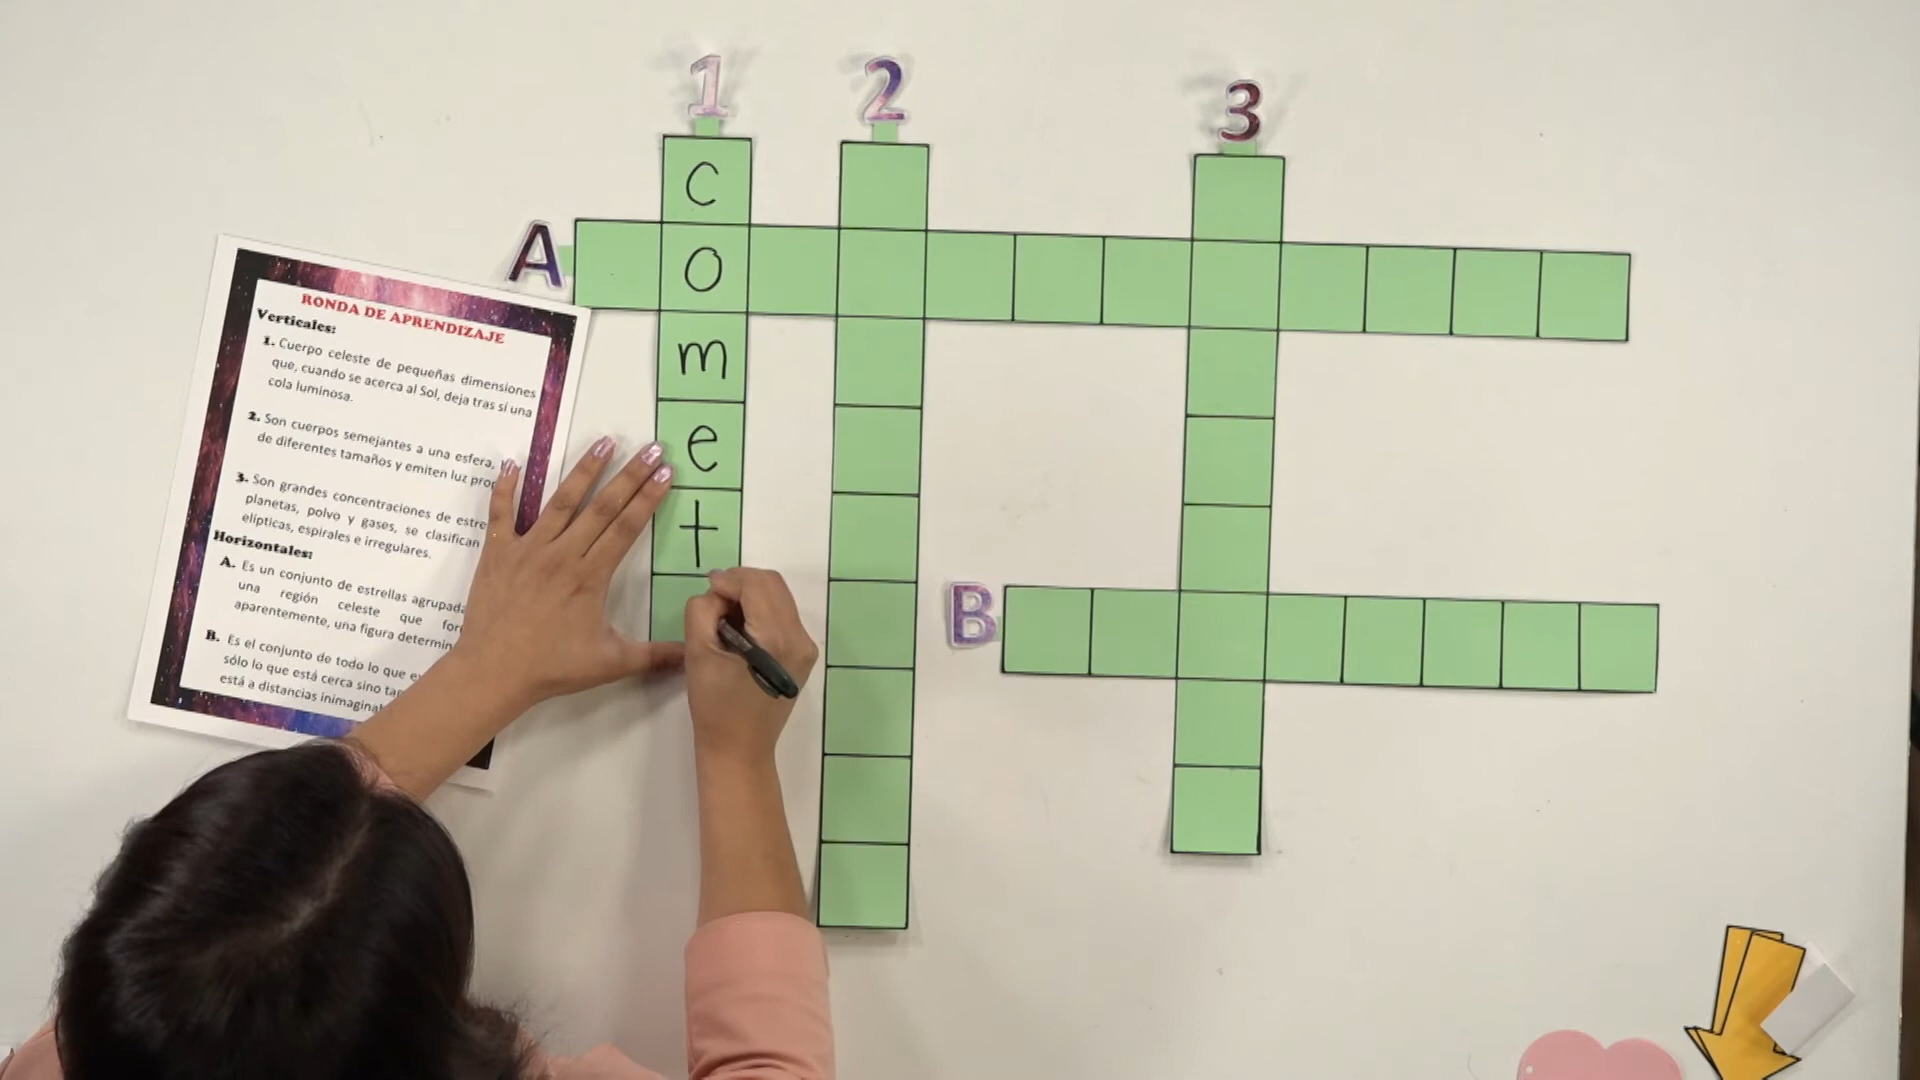 1
2
3
A
c
o
m
e
t
B
RONDA DE APRENDIZAJE
Verticales:
1. Cuerpo celeste de pequeñas dimensiones
que, cuando se acerca al Sol, deja tras sí una
cola luminosa.
2. Son cuerpos semejantes a una esfera,
de diferentes tamaños y emiten luz
3. Son grandes concentraciones de
planetas, polvo y gases, se clasifican
elípticas, espirales e irregulares.
Horizontales:
A. Es un conjunto de estrellas
una región celeste que
aparentemente, una figura
B. Es el conjunto de todo lo que
sólo lo que está cerca sino
está a distancias